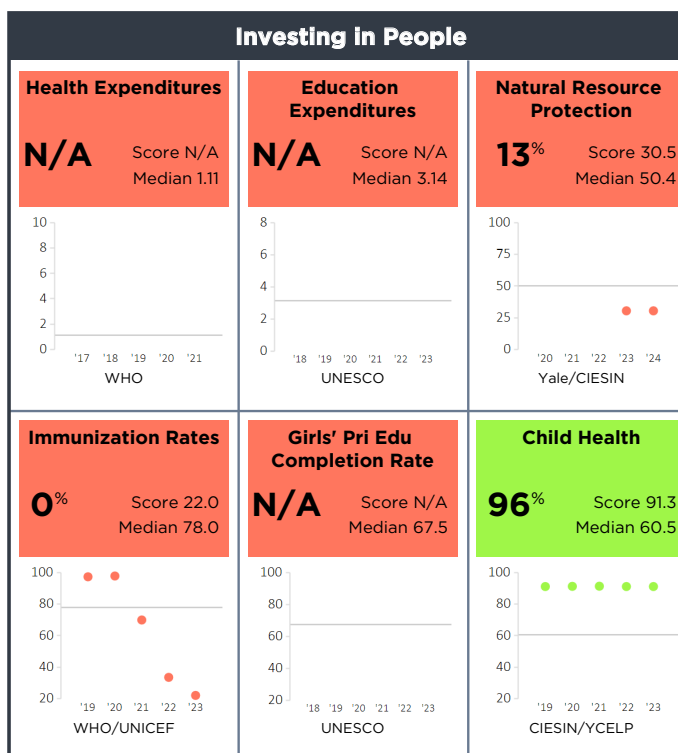 Investing in People
Health Expenditures
N/A
Score N/A
Median 1.11
10
8
6
4
2
0
'17 '18 '19 '20 '21
WHO
Education
Expenditures
N/A
Score N/A
Median 3.14
8
6
4
2
0
'18 '19 '20 '21 '22 '23
UNESCO
Natural Resource
Protection
13%
Score 30.5
Median 50.4
100
75
50
25
0
'20 '21 '22 '23 '24
Yale/CIESIN
Immunization Rates
0%
Score 22.0
Median 78.0
100
80
60
40
20
'19 '20 '21 '22 '23
WHO/UNICEF
Girls' Pri Edu
Completion Rate
N/A
Score N/A
Median 67.5
100
80
60
40
20
'18 '19 '20 '21 '22 '23
UNESCO
Child Health
96%
Score 91.3
Median 60.5
100
80
60
40
20
'19 '20 '21 '22 '23
CIESIN/YCELP